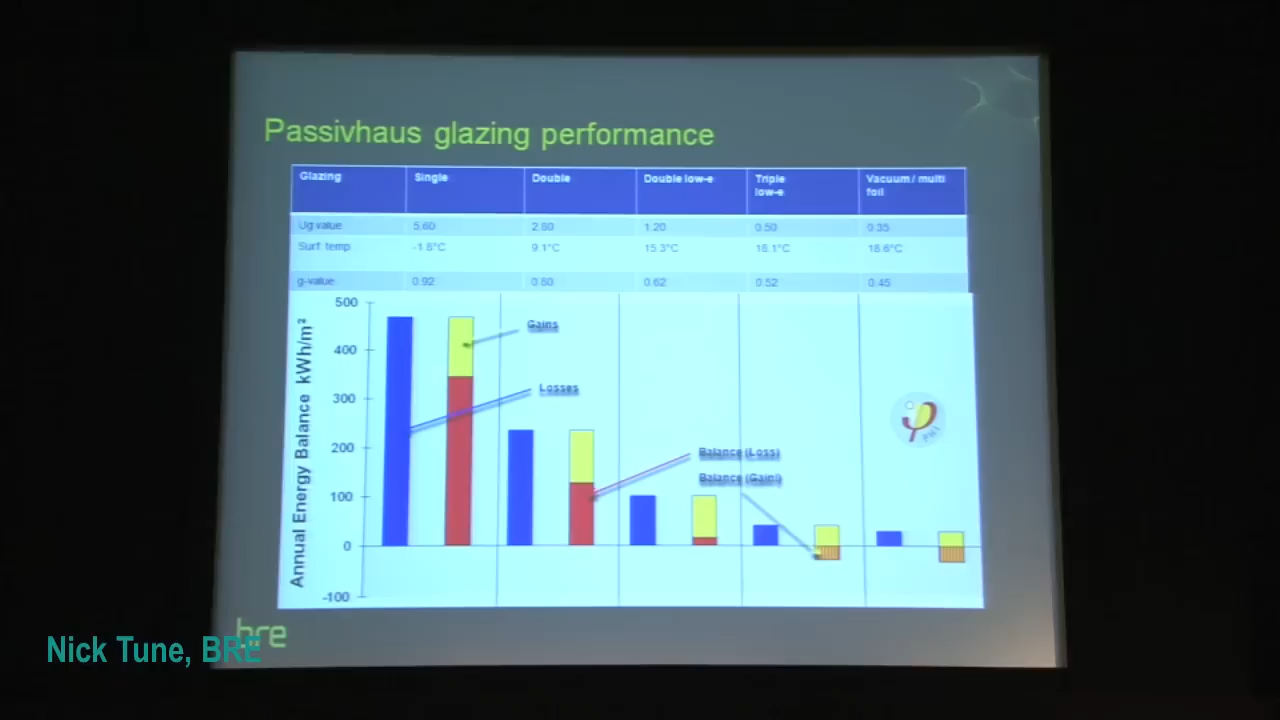 Passivhaus glazing performance
Glazing Single Double Double low-e Triple low-e Vacuum / multi foil
Ug value 5.60 2.80 1.20 0.50 0.35
Surf temp -1.8°C 9.1°C 15.3°C 18.1°C 18.6°C
g-value 0.92 0.80 0.62 0.52 0.45
Annual Energy Balance kWh/m²
500
400
300
200
100
0
-100
Gains
Losses
Balance (Loss)
Balance (Gain!)
PHI
bre
Nick Tune, BRE